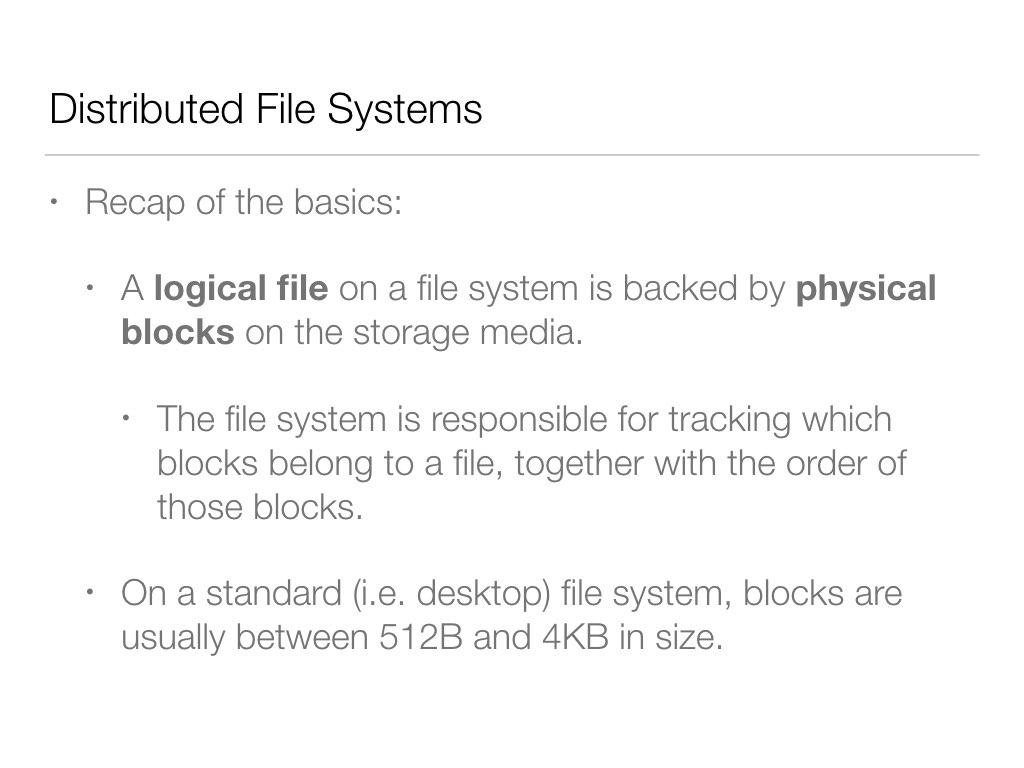 Distributed File Systems
• Recap of the basics:
• A logical file on a file system is backed by physical
blocks on the storage media.
• The file system is responsible for tracking which
blocks belong to a file, together with the order of
those blocks.
• On a standard (i.e. desktop) file system, blocks are
usually between 512B and 4KB in size.